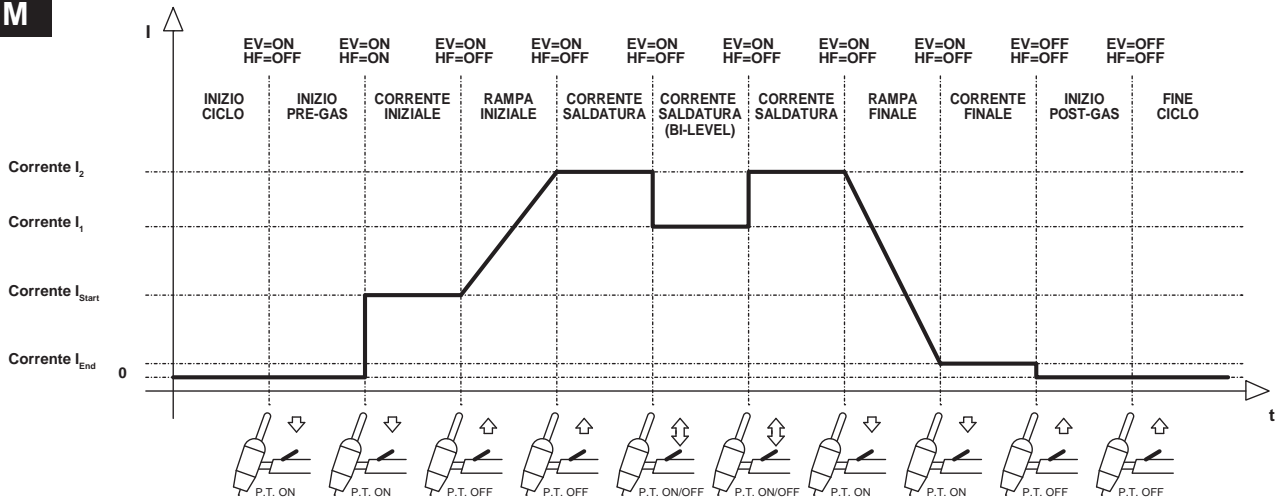 M
I
EV=ON EV=ON EV=ON EV=ON EV=ON EV=ON EV=ON EV=ON EV=OFF EV=OFF
HF=OFF HF=ON HF=OFF HF=OFF HF=OFF HF=OFF HF=OFF HF=OFF HF=OFF HF=OFF
INIZIO CICLO
INIZIO PRE-GAS
CORRENTE INIZIALE
RAMPA INIZIALE
CORRENTE SALDATURA
CORRENTE SALDATURA (BI-LEVEL)
CORRENTE SALDATURA
RAMPA FINALE
CORRENTE FINALE
INIZIO POST-GAS
FINE CICLO
Corrente I2
Corrente I1
Corrente IStart
Corrente IEnd
0
t
P.T. ON P.T. ON P.T. OFF P.T. OFF P.T. ON/OFF P.T. ON/OFF P.T. ON P.T. ON P.T. OFF P.T. OFF